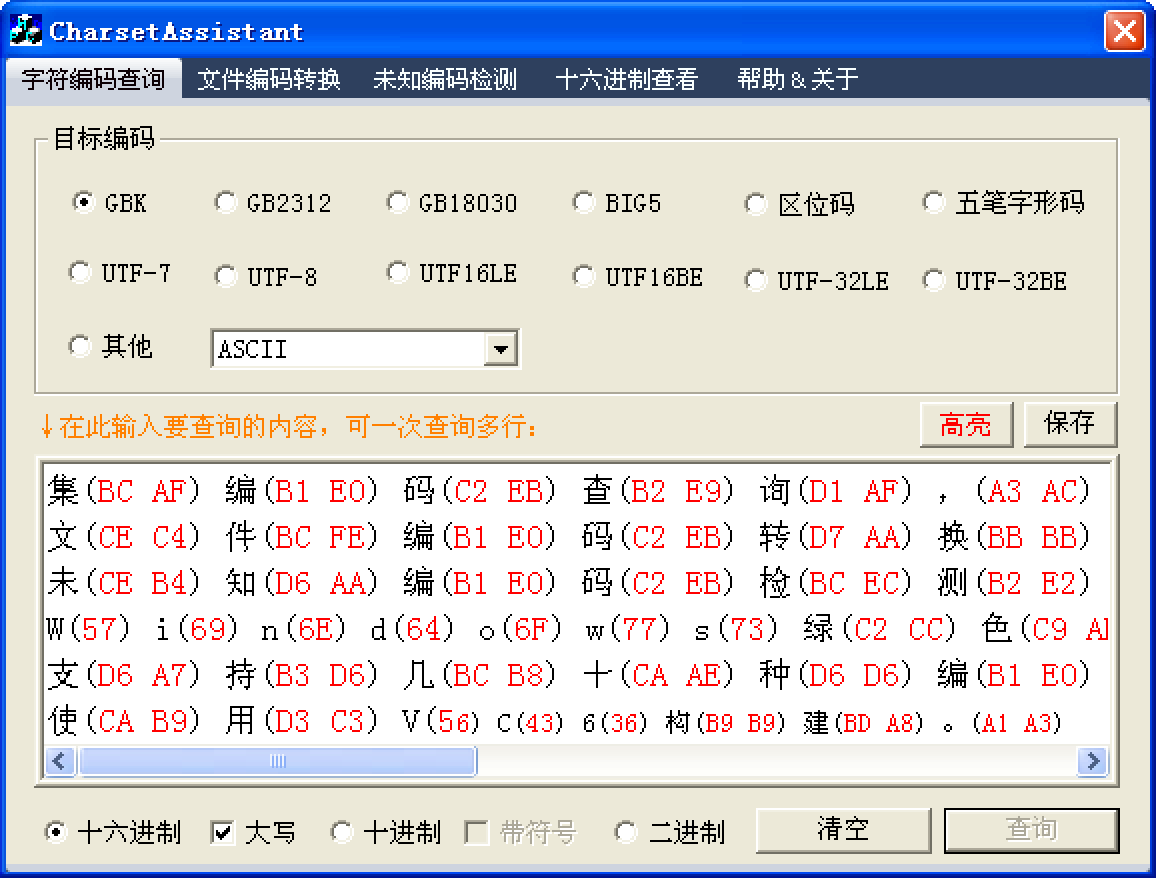 CharsetAssistant
字符编码查询 文件编码转换 未知编码检测 十六进制查看 帮助&关于
目标编码
GBK GB2312 GB18030 BIG5 区位码 五笔字形码
UTF-7 UTF-8 UTF16LE UTF16BE UTF-32LE UTF-32BE
其他 ASCII
↓在此输入要查询的内容，可一次查询多行： 高亮 保存
集(BC AF) 编(B1 E0) 码(C2 EB) 查(B2 E9) 询(D1 AF) ，(A3 AC)
文(CE C4) 件(BC FE) 编(B1 E0) 码(C2 EB) 转(D7 AA) 换(BB BB)
未(CE B4) 知(D6 AA) 编(B1 E0) 码(C2 EB) 检(BC EC) 测(B2 E2)
W(57) i(69) n(6E) d(64) o(6F) w(77) s(73) 绿(C2 CC) 色(C9
支(D6 A7) 持(B3 D6) 几(BC B8) 十(CA AE) 种(D6 D6) 编(B1 E0)
使(CA B9) 用(D3 C3) V(56) C(43) 6(36) 构(B9 B9) 建(BD A8) 。(A1 A3)
十六进制 大写 十进制 带符号 二进制 清空 查询